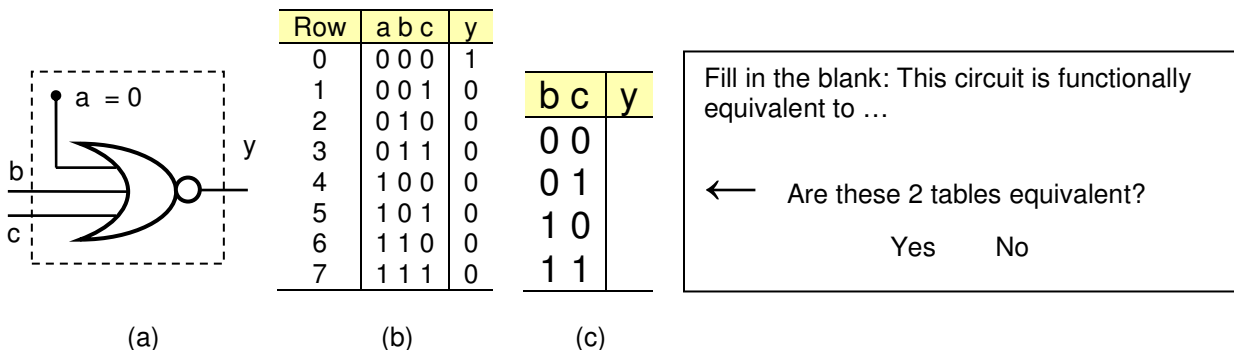 a = 0
b
c
y
Row a b c y
0 0 0 0 1
1 0 0 1 0
2 0 1 0 0
3 0 1 1 0
4 1 0 0 0
5 1 0 1 0
6 1 1 0 0
7 1 1 1 0
b c y
0 0
0 1
1 0
1 1
Fill in the blank: This circuit is functionally
equivalent to …
← Are these 2 tables equivalent?
Yes No
(a) (b) (c)